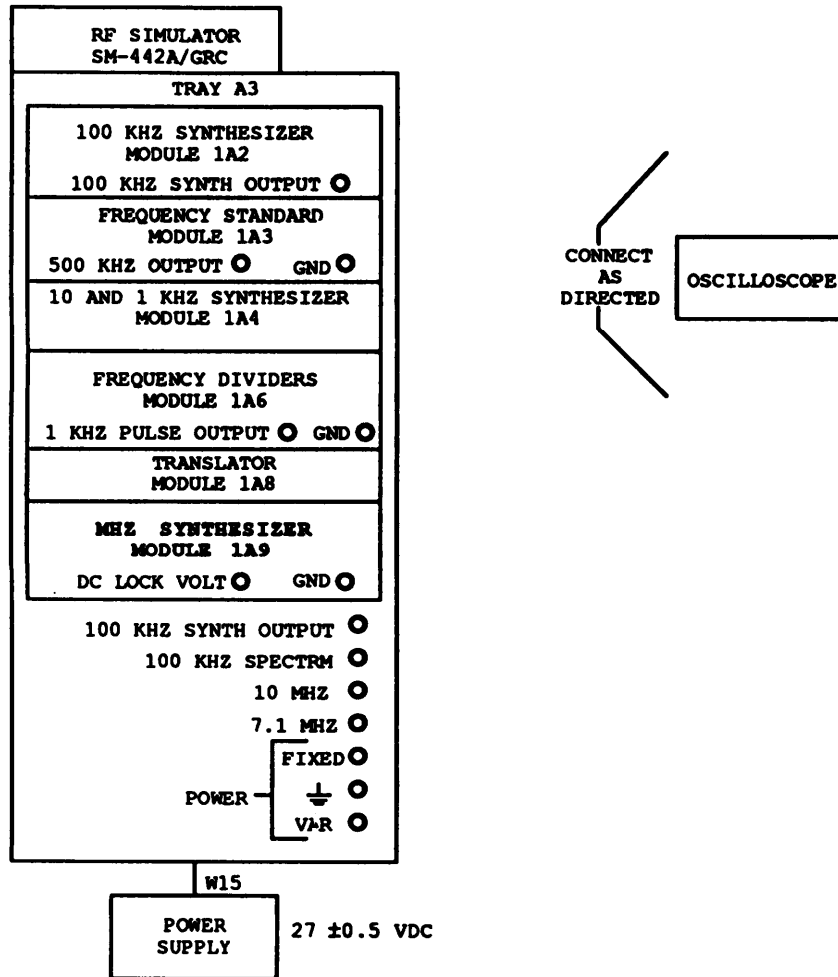 RF SIMULATOR
SM-442A/GRC
TRAY A3
100 KHZ SYNTHESIZER
MODULE 1A2
100 KHZ SYNTH OUTPUT
FREQUENCY STANDARD
MODULE 1A3
500 KHZ OUTPUT GND
10 AND 1 KHZ SYNTHESIZER
MODULE 1A4
FREQUENCY DIVIDERS
MODULE 1A6
1 KHZ PULSE OUTPUT GND
TRANSLATOR
MODULE 1A8
MHZ SYNTHESIZER
MODULE 1A9
DC LOCK VOLT GND
100 KHZ SYNTH OUTPUT
100 KHZ SPECTRM
10 MHZ
7.1 MHZ
FIXED
POWER
VAR
W15
POWER
SUPPLY
27 ±0.5 VDC
CONNECT
AS
DIRECTED
OSCILLOSCOPE